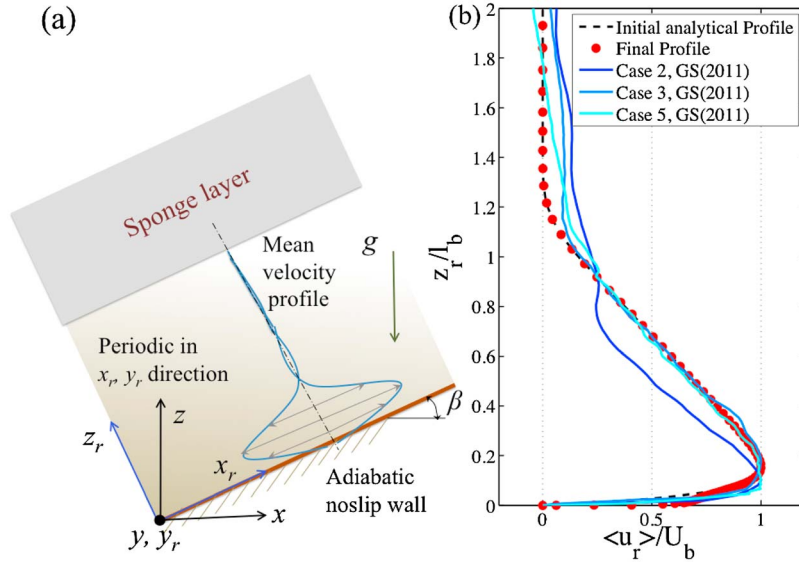 (a)
Sponge layer
Mean
velocity
profile
g
Periodic in
x_r, y_r direction
z_r
z
x_r
β
Adiabatic
noslip wall
x
y, y_r
(b)
2
1.8
1.6
1.4
1.2
1
0.8
0.6
0.4
0.2
0
z_r/l_b
Initial analytical Profile
Final Profile
Case 2, GS(2011)
Case 3, GS(2011)
Case 5, GS(2011)
0 0.5 1
<u_r>/U_b